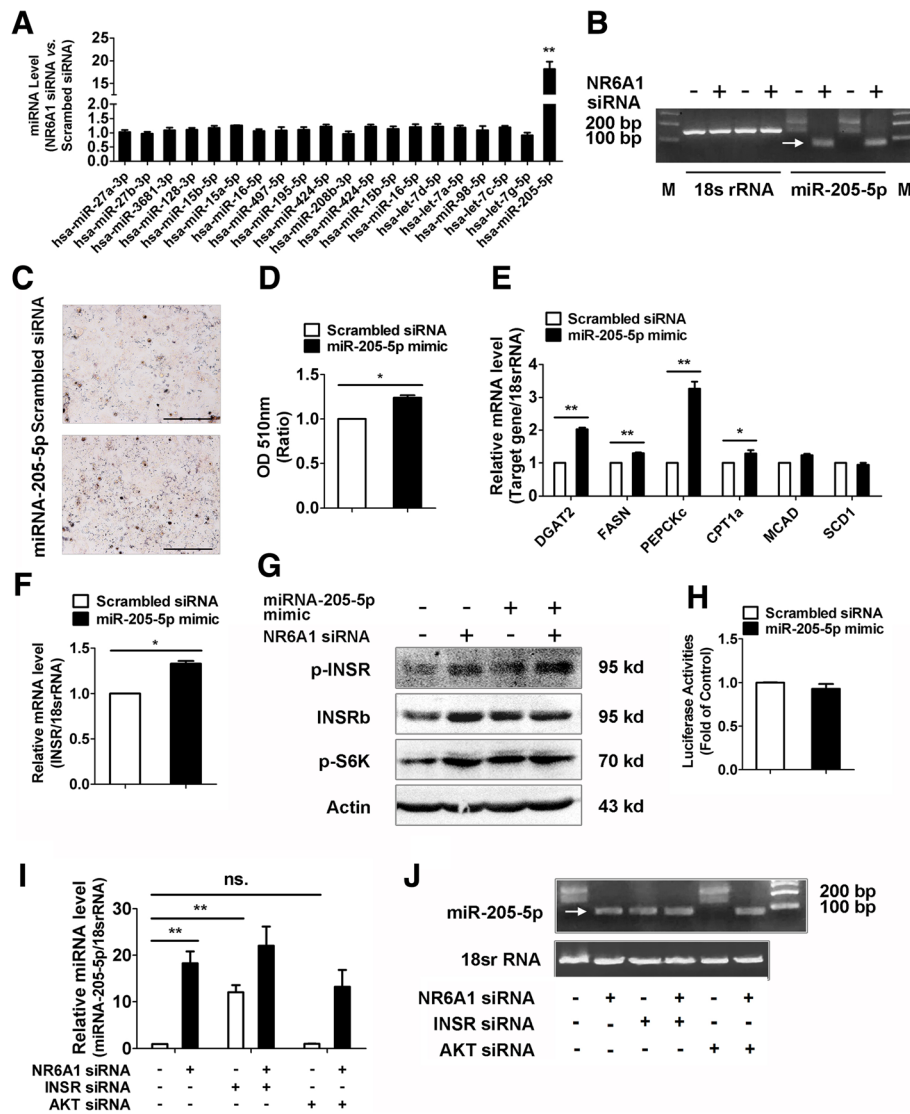 A
miRNA Level
(NR6A1 siRNA vs.
Scrambed siRNA)
25
20
15
10
2.0
1.5
1.0
0.5
0.0
**
hsa-miR-27a-3p
hsa-miR-27b-3p
hsa-miR-3681-3p
hsa-miR-128-3p
hsa-miR-15b-5p
hsa-miR-15a-5p
hsa-miR-16-5p
hsa-miR-497-5p
hsa-miR-195-5p
hsa-miR-424-5p
hsa-miR-208b-3p
hsa-miR-424-5p
hsa-miR-15b-5p
hsa-miR-16-5p
hsa-let-7d-5p
hsa-let-7a-5p
hsa-miR-98-5p
hsa-let-7c-5p
hsa-let-7g-5p
hsa-miR-205-5p
B
NR6A1
siRNA
- + - + - + - +
200 bp
100 bp
M
18s rRNA
miR-205-5p
M
C
Scrambled siRNA
miRNA-205-5p
D
Scrambled siRNA
miR-205-5p mimic
OD 510nm
(Ratio)
1.5
1.0
0.5
0.0
*
E
Scrambled siRNA
miR-205-5p mimic
Relative mRNA level
(Target gene/18srRNA)
4
3
2
1
0
**
**
**
*
DGAT2
FASN
PEPCKc
CPT1a
MCAD
SCD1
F
Scrambled siRNA
miR-205-5p mimic
Relative mRNA level
(INSR/18srRNA)
1.5
1.0
0.5
0.0
*
G
miRNA-205-5p
mimic
- - + +
NR6A1 siRNA
- + - +
p-INSR
95 kd
INSRb
95 kd
p-S6K
70 kd
Actin
43 kd
H
Scrambled siRNA
miR-205-5p mimic
Luciferase Activities
(Fold of Control)
1.5
1.0
0.5
0.0
I
Relative miRNA level
(miRNA-205-5p/18srRNA)
30
20
10
0
ns.
**
**
NR6A1 siRNA - + - + - +
INSR siRNA - - + +
AKT siRNA - - + +
J
miR-205-5p
200 bp
100 bp
18sr RNA
NR6A1 siRNA - + - + - +
INSR siRNA - - + + - -
AKT siRNA - - - - + +